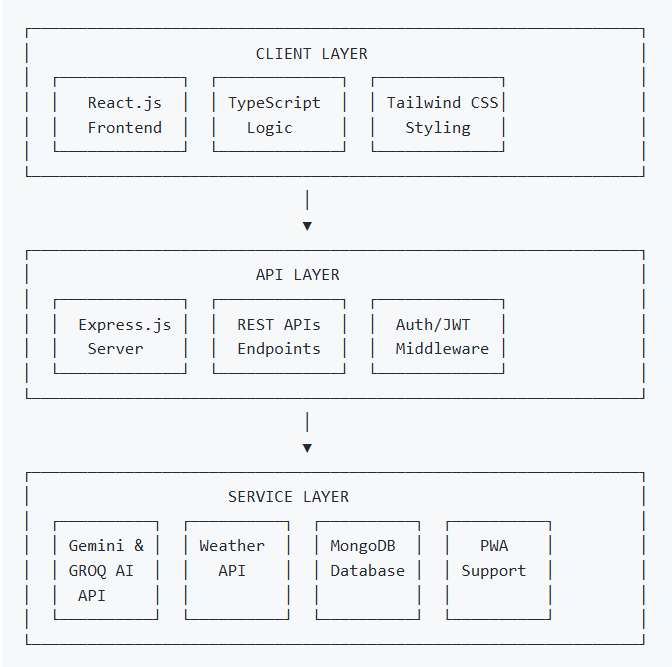 CLIENT LAYER
React.js TypeScript Tailwind CSS
Frontend Logic Styling
API LAYER
Express.js REST APIs Auth/JWT
Server Endpoints Middleware
SERVICE LAYER
Gemini & Weather MongoDB PWA
GROQ AI API Database Support
API